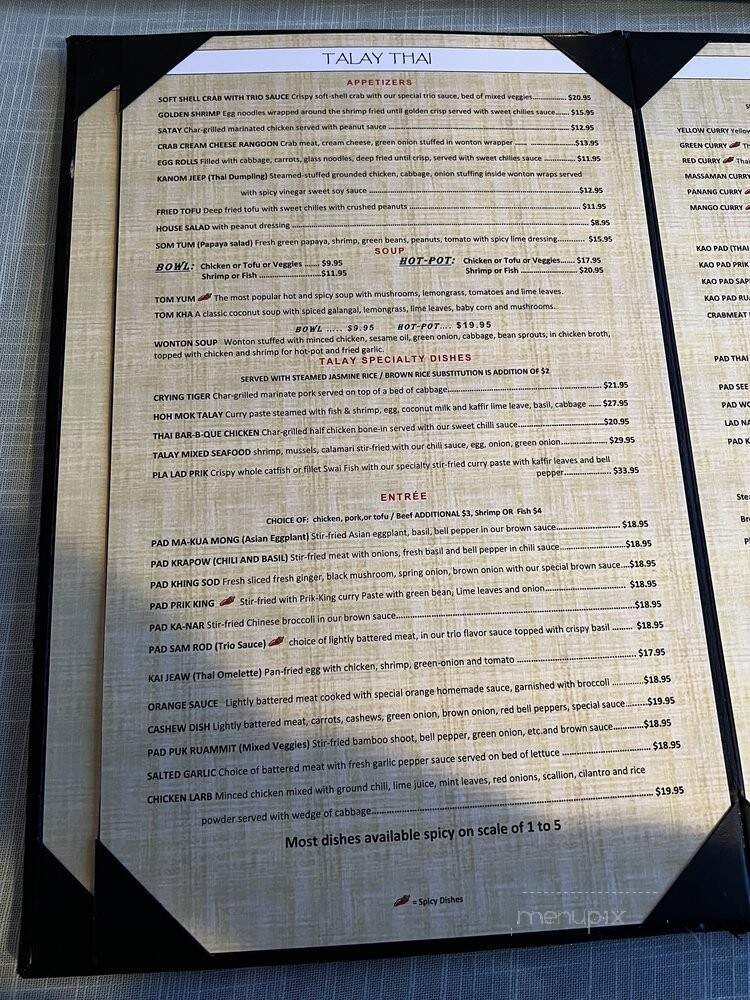 TALAY THAI
APPETIZERS
SOFT SHELL CRAB WITH TRIO SAUCE Crispy soft-shell crab with our special trio sauce, bed of mixed veggies................ $20.95
GOLDEN SHRIMP Egg noodles wrapped around the shrimp fried until golden crisp served with sweet chilies sauce...... $15.95
SATAY Char-grilled marinated chicken served with peanut sauce ................ $12.95
CRAB CREAM CHEESE RANGOON Crab meat, cream cheese, green onion stuffed in wonton wrapper ................ $13.95
EGG ROLLS Filled with cabbage, carrots, glass noodles, deep fried until crisp, served with sweet chilies sauce ................ $11.95
KANOM JEEP (Thai Dumpling) Steamed-stuffed grounded chicken, cabbage, onion stuffing inside wonton wraps served
with spicy vinegar sweet soy sauce ................ $12.95
FRIED TOFU Deep fried tofu with sweet chilies with crushed peanuts ................ $11.95
HOUSE SALAD with peanut dressing ................ $8.95
SOM TUM (Papaya salad) Fresh green papaya, shrimp, green beans, peanuts, tomato with spicy lime dressing........... $15.95
SOUP
BOWL: Chicken or Tofu or Veggies ....... $9.95
Shrimp or Fish ................ $11.95
HOT-POT: Chicken or Tofu or Veggies...... $17.95
Shrimp or Fish ................ $20.95
TOM YUM The most popular hot and spicy soup with mushrooms, lemongrass, tomatoes and lime leaves.
TOM KHA A classic coconut soup with spiced galangal, lemongrass, lime leaves, baby corn and mushrooms.
BOWL ..... $9.95 HOT-POT.... $19.95
WONTON SOUP Wonton stuffed with minced chicken, sesame oil, green onion, cabbage, bean sprouts, in chicken broth,
topped with chicken and shrimp for hot-pot and fried garlic.
TALAY SPECIALTY DISHES
SERVED WITH STEAMED JASMINE RICE / BROWN RICE SUBSTITUTION IS ADDITION OF $2
CRYING TIGER Char-grilled marinate pork served on top of a bed of cabbage................ $21.95
HOH MOK TALAY Curry paste steamed with fish & shrimp, egg, coconut milk and kaffir lime leave, basil, cabbage ...... $27.95
THAI BAR-B-QUE CHICKEN Char-grilled half chicken bone-in served with our sweet chilli sauce................ $20.95
TALAY MIXED SEAFOOD shrimp, mussels, calamari stir-fried with our chili sauce, egg, onion, green onion................ $29.95
PLA LAD PRIK Crispy whole catfish or fillet Swai Fish with our specialty stir-fried curry paste with kaffir leaves and bell
pepper................ $33.95
ENTRÉE
CHOICE OF: chicken, pork,or tofu / Beef ADDITIONAL $3, Shrimp OR Fish $4
PAD MA-KUA MONG (Asian Eggplant) Stir-fried Asian eggplant, basil, bell pepper in our brown sauce................ $18.95
PAD KRAPOW (CHILI AND BASIL) Stir-fried meat with onions, fresh basil and bell pepper in chili sauce................ $18.95
PAD KHING SOD Fresh sliced fresh ginger, black mushroom, spring onion, brown onion with our special brown sauce...$18.95
PAD PRIK KING Stir-fried with Prik-King curry Paste with green bean, Lime leaves and onion................ $18.95
PAD KA-NAR Stir-fried Chinese broccoli in our brown sauce................ $18.95
PAD SAM ROD (Trio Sauce) choice of lightly battered meat, in our trio flavor sauce topped with crispy basil ........ $18.95
KAI JEAW (Thai Omelette) Pan-fried egg with chicken, shrimp, green-onion and tomato ................ $17.95
ORANGE SAUCE Lightly battered meat cooked with special orange homemade sauce, garnished with broccoli ............ $18.95
CASHEW DISH Lightly battered meat, carrots, cashews, green onion, brown onion, red bell peppers, special sauce........$19.95
PAD PUK RUAMMIT (Mixed Veggies) Stir-fried bamboo shoot, bell pepper, green onion, etc.and brown sauce............$18.95
SALTED GARLIC Choice of battered meat with fresh garlic pepper sauce served on bed of lettuce ................ $18.95
CHICKEN LARB Minced chicken mixed with ground chili, lime juice, mint leaves, red onions, scallion, cilantro and rice
powder served with wedge of cabbage................ $19.95
Most dishes available spicy on scale of 1 to 5
= Spicy Dishes
menupix
YELLOW CURRY Yellow
GREEN CURRY Th
RED CURRY Thai
MASSAMAN CURRY
PANANG CURRY
MANGO CURRY
KAO PAD (THAI
KAO PAD PRIK
KAO PAD SAP
KAO PAD RU
CRABMEAT
PAD THAI
PAD SEE
PAD WO
LAD NA
PAD K
Stea
Br